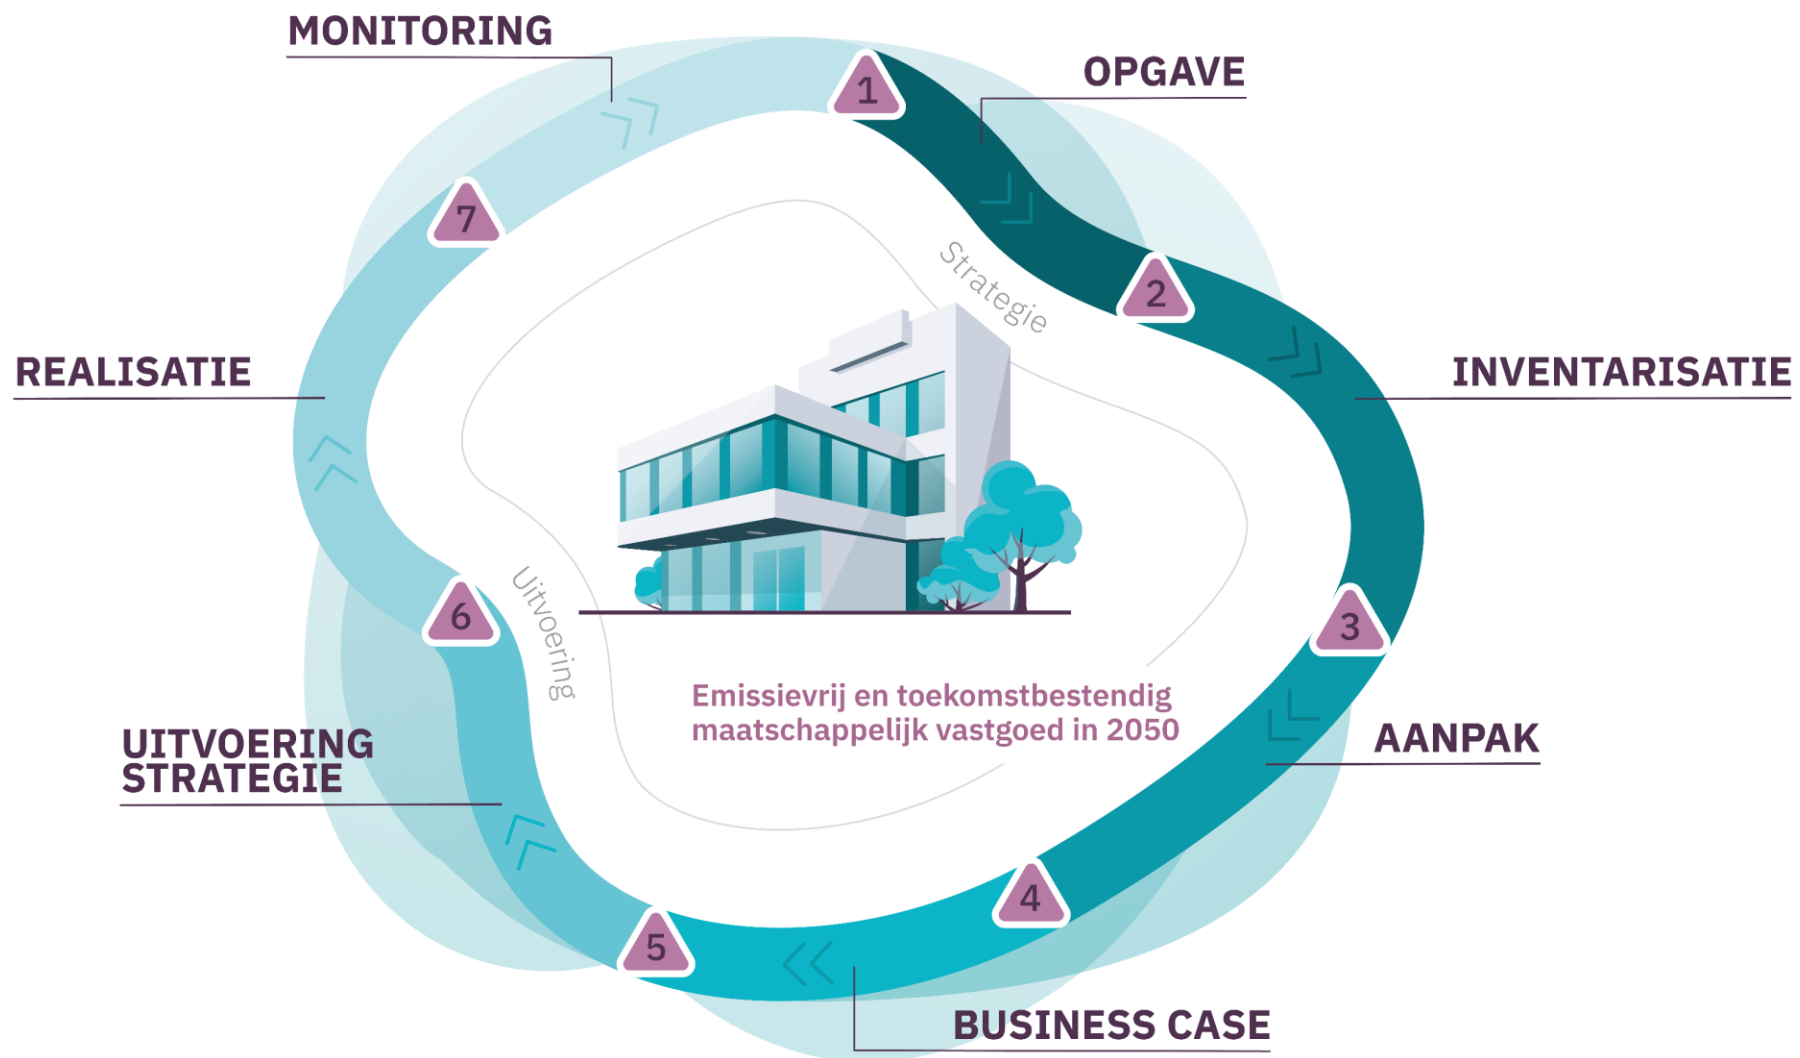 MONITORING
OPGAVE
1
7
2
Strategie
REALISATIE
INVENTARISATIE
6
Uitvoering
3
Emissievrij en toekomstbestendig
maatschappelijk vastgoed in 2050
UITVOERING
STRATEGIE
AANPAK
4
5
BUSINESS CASE